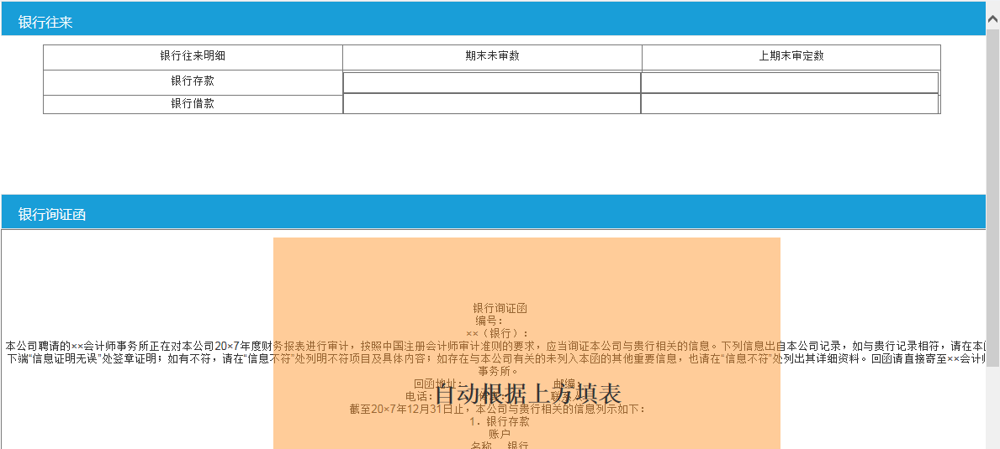 银行往来
银行往来明细 期末未审数 上期末审定数
银行存款
银行借款
银行询证函
银行询证函
编号：
××（银行）：
本公司聘请的××会计师事务所正在对本公司20×7年度财务报表进行审计，按照中国注册会计师审计准则的要求，应当询证本公司与贵行相关的信息。下列信息出自本公司记录，如与贵行记录相符，请在本函
下端“信息证明无误”处签章证明；如有不符，请在“信息不符”处列明不符项目及具体内容；如存在与本公司有关的未列入本函的其他重要信息，也请在“信息不符”处列出其详细资料。回函请直接寄至××会计师
事务所。
回函地址： 邮编：
自动根据上方填表
电话：
截至20×7年12月31日止，本公司与贵行相关的信息列示如下：
1．银行存款
账户
名称 银行